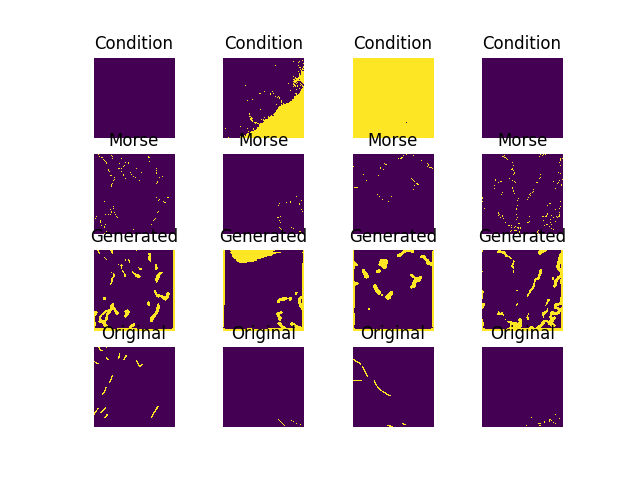 Condition Condition Condition Condition
Morse Morse Morse Morse
Generated Generated Generated Generated
Original Original Original Original